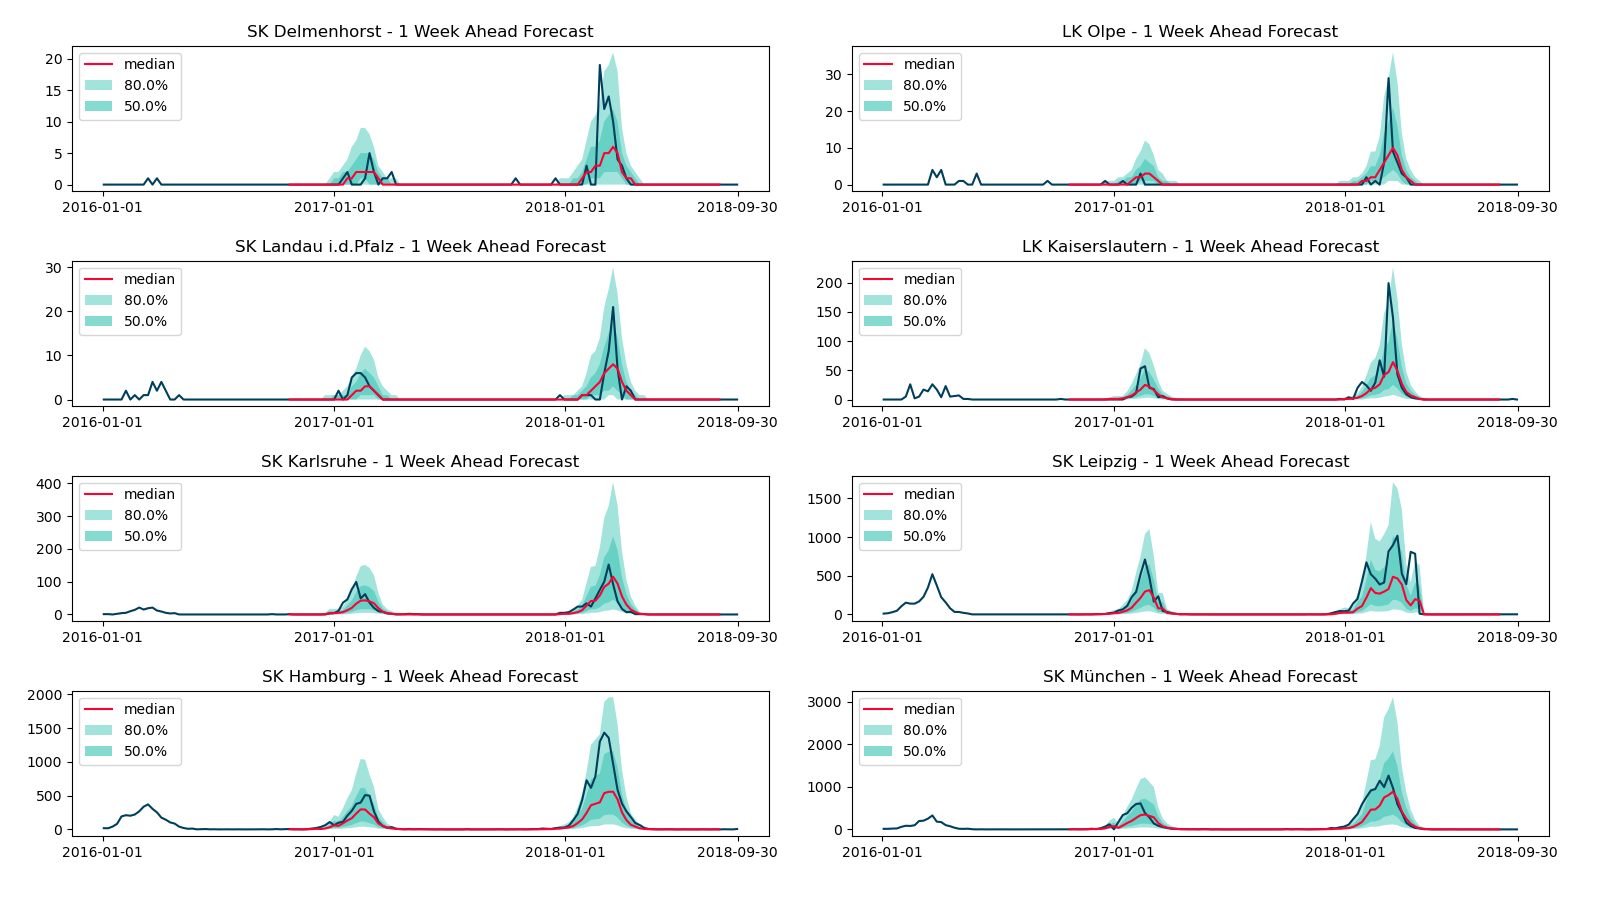 SK Delmenhorst - 1 Week Ahead Forecast
median
80.0%
50.0%
20
15
10
5
0
2016-01-01 2017-01-01 2018-01-01 2018-09-30
LK Olpe - 1 Week Ahead Forecast
median
80.0%
50.0%
30
20
10
0
2016-01-01 2017-01-01 2018-01-01 2018-09-30
SK Landau i.d.Pfalz - 1 Week Ahead Forecast
median
80.0%
50.0%
30
20
10
0
2016-01-01 2017-01-01 2018-01-01 2018-09-30
LK Kaiserslautern - 1 Week Ahead Forecast
median
80.0%
50.0%
200
150
100
50
0
2016-01-01 2017-01-01 2018-01-01 2018-09-30
SK Karlsruhe - 1 Week Ahead Forecast
median
80.0%
50.0%
400
300
200
100
0
2016-01-01 2017-01-01 2018-01-01 2018-09-30
SK Leipzig - 1 Week Ahead Forecast
median
80.0%
50.0%
1500
1000
500
0
2016-01-01 2017-01-01 2018-01-01 2018-09-30
SK Hamburg - 1 Week Ahead Forecast
median
80.0%
50.0%
2000
1500
1000
500
0
2016-01-01 2017-01-01 2018-01-01 2018-09-30
SK München - 1 Week Ahead Forecast
median
80.0%
50.0%
3000
2000
1000
0
2016-01-01 2017-01-01 2018-01-01 2018-09-30